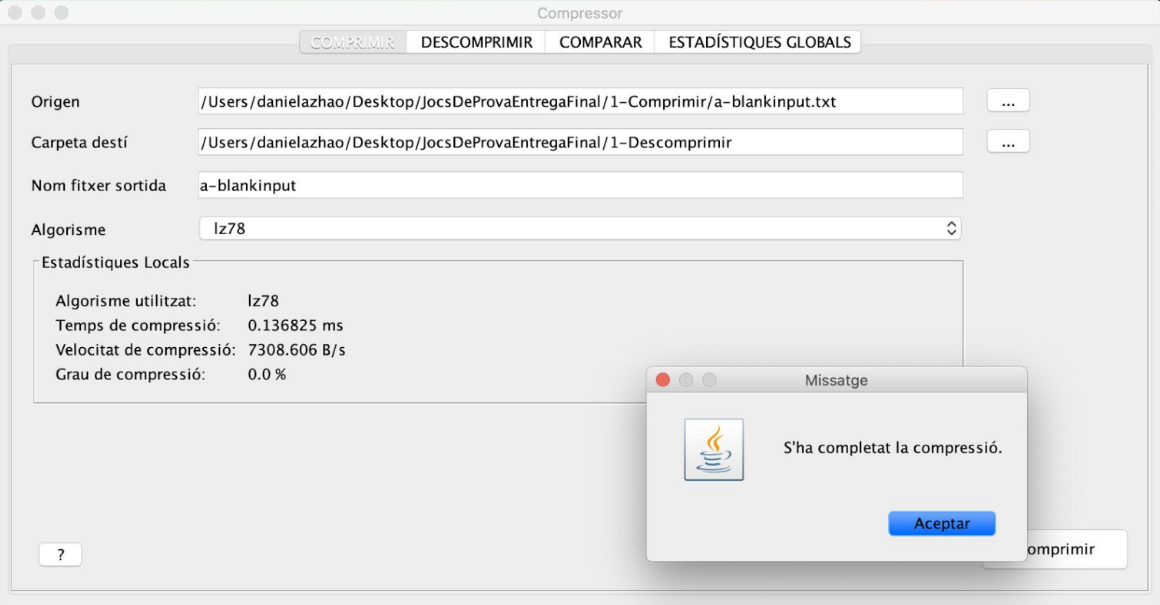 Compressor
COMPRIMIR DESCOMPRIMIR COMPARAR ESTADÍSTIQUES GLOBALS
Origen /Users/danielazhao/Desktop/JocsDeProvaEntregaFinal/1-Comprimir/a-blankinput.txt ...
Carpeta destí /Users/danielazhao/Desktop/JocsDeProvaEntregaFinal/1-Descomprimir ...
Nom fitxer sortida a-blankinput
Algorisme lz78
Estadístiques Locals
Algorisme utilitzat: lz78
Temps de compressió: 0.136825 ms
Velocitat de compressió: 7308.606 B/s
Grau de compressió: 0.0 %
Missatge
S'ha completat la compressió.
Aceptar
? omprimir